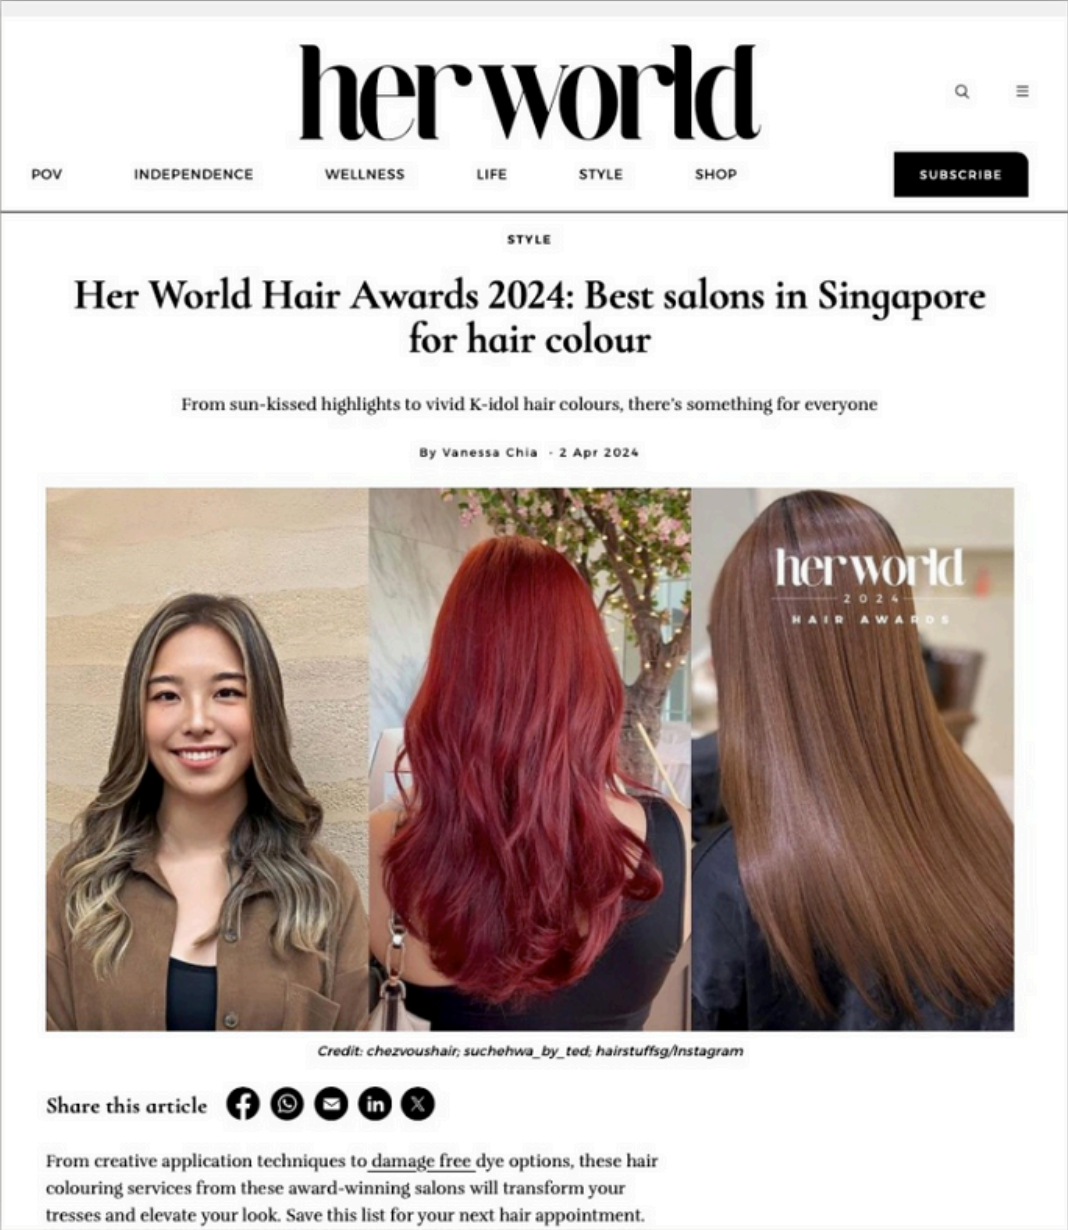 her world
POV INDEPENDENCE WELLNESS LIFE STYLE SHOP SUBSCRIBE
STYLE
Her World Hair Awards 2024: Best salons in Singapore
for hair colour
From sun-kissed highlights to vivid K-idol hair colours, there's something for everyone
By Vanessa Chia - 2 Apr 2024
her world
2024
HAIR AWARDS
Credit: chezvoushair; suchehwa_by_ted; hairstuffsg/Instagram
Share this article
From creative application techniques to damage free dye options, these hair
colouring services from these award-winning salons will transform your
tresses and elevate your look. Save this list for your next hair appointment.